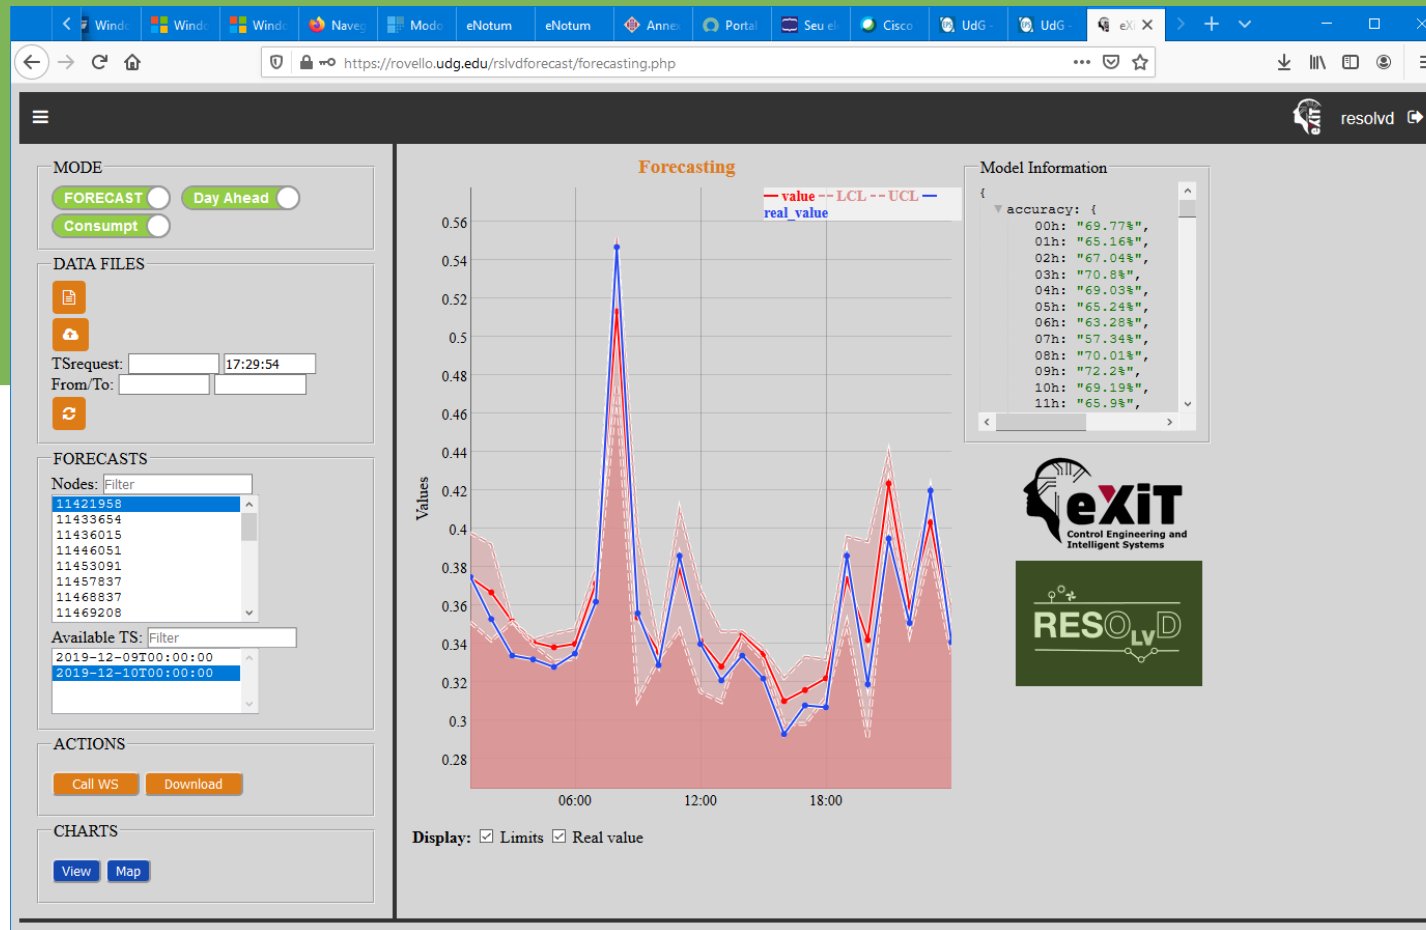 Windo
Windo
Windo
Naveg
Modo
eNotum
eNotum
Annex
Portal
Seu el
Cisco
UdG -
UdG -
eXi
https://rovello.udg.edu/rslvdforecast/forecasting.php
eXiT
resolvd
MODE
FORECAST
Day Ahead
Consumpt
DATA FILES
TSrequest:
17:29:54
From/To:
FORECASTS
Nodes: Filter
11421958
11433654
11436015
11446051
11453091
11457837
11468837
11469208
Available TS: Filter
2019-12-09T00:00:00
2019-12-10T00:00:00
ACTIONS
Call WS
Download
CHARTS
View
Map
Forecasting
value -- LCL -- UCL —
real_value
0.56
0.54
0.52
0.5
0.48
0.46
0.44
0.42
0.4
0.38
0.36
0.34
0.32
0.3
0.28
Values
06:00
12:00
18:00
Display: Limits Real value
Model Information
{
accuracy: {
00h: "69.77%",
01h: "65.16%",
02h: "67.04%",
03h: "70.8%",
04h: "69.03%",
05h: "65.24%",
06h: "63.28%",
07h: "57.34%",
08h: "70.01%",
09h: "72.2%",
10h: "69.19%",
11h: "65.9%",
eXiT
Control Engineering and
Intelligent Systems
RESOLVD